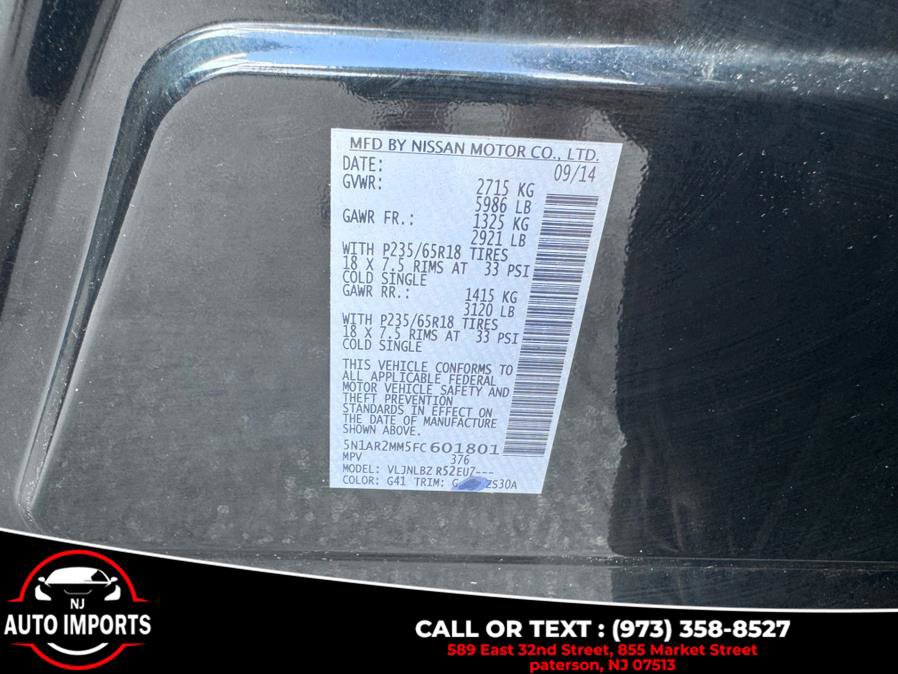 MFD BY NISSAN MOTOR CO., LTD.
DATE: 09/14
GVWR: 2715 KG
5986 LB
GAWR FR.: 1325 KG
2921 LB
WITH P235/65R18 TIRES
18 X 7.5 RIMS AT 33 PSI
COLD SINGLE
GAWR RR.: 1415 KG
3120 LB
WITH P235/65R18 TIRES
18 X 7.5 RIMS AT 33 PSI
COLD SINGLE
THIS VEHICLE CONFORMS TO
ALL APPLICABLE FEDERAL
MOTOR VEHICLE SAFETY AND
THEFT PREVENTION
STANDARDS IN EFFECT ON
THE DATE OF MANUFACTURE
SHOWN ABOVE.
5N1AR2MM5FC601801
MPV 376
MODEL: VLJNLBZ R52EU7---
COLOR: G41 TRIM:
NJ
AUTO IMPORTS
CALL OR TEXT : (973) 358-8527
589 East 32nd Street, 855 Market Street
paterson, NJ 07513